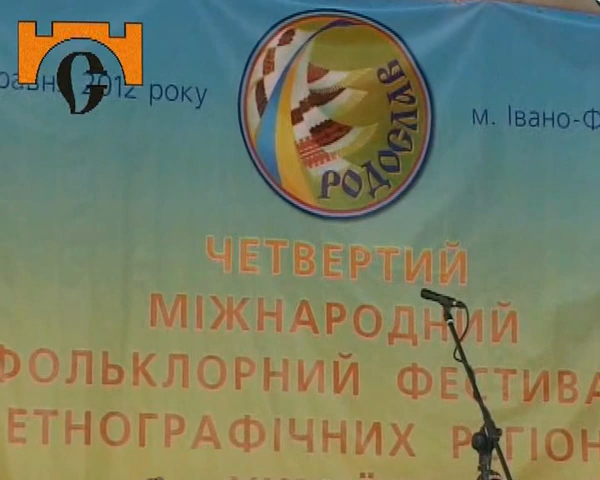 2012 року
РОДОСЛАВ
м. Івано-Ф
ЧЕТВЕРТИЙ
МІЖНАРОДНИЙ
ФОЛЬКЛОРНИЙ ФЕСТИВА
ЕТНОГРАФІЧНИХ РЕГІОН